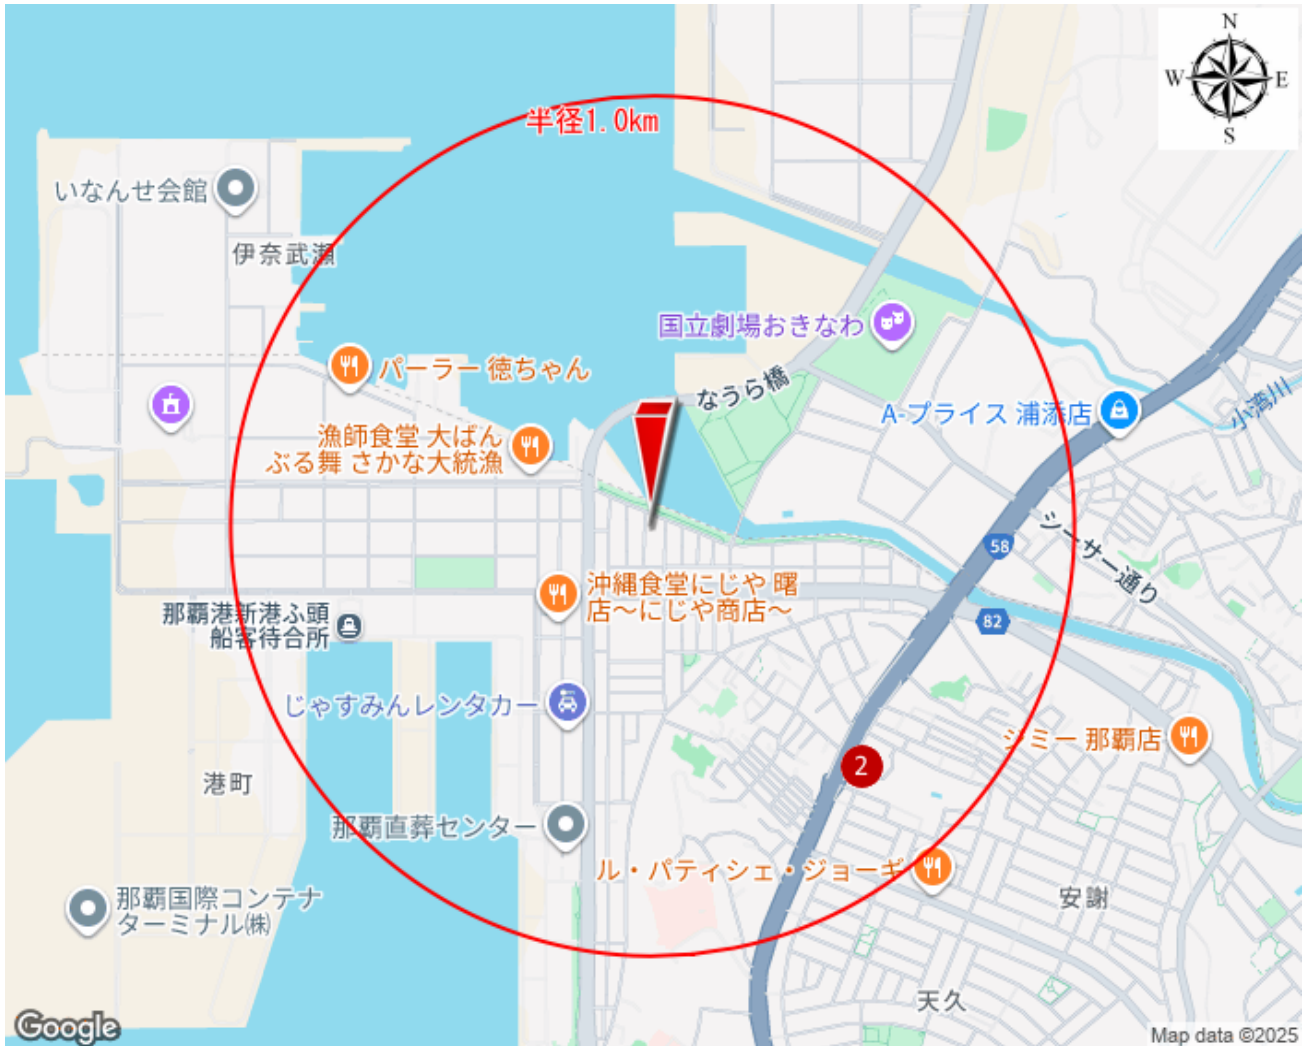 N
W
E
S
半径1.0km
いなんせ会館
伊奈武瀬
国立劇場おきなわ
パーラー 徳ちゃん
なうら橋
A-プライス 浦添店
小湾川
漁師食堂 大ばん
ぶる舞 さかな大統漁
シーサー通り
58
沖縄食堂にじや 曙
店～にじや商店～
那覇港新港ふ頭
船客待合所
82
じゃすみんレンタカー
ジミー 那覇店
2
港町
那覇直葬センター
ル・パティシェ・ジョーギ
那覇国際コンテナ
ターミナル(株)
安謝
天久
Google
Map data ©2025